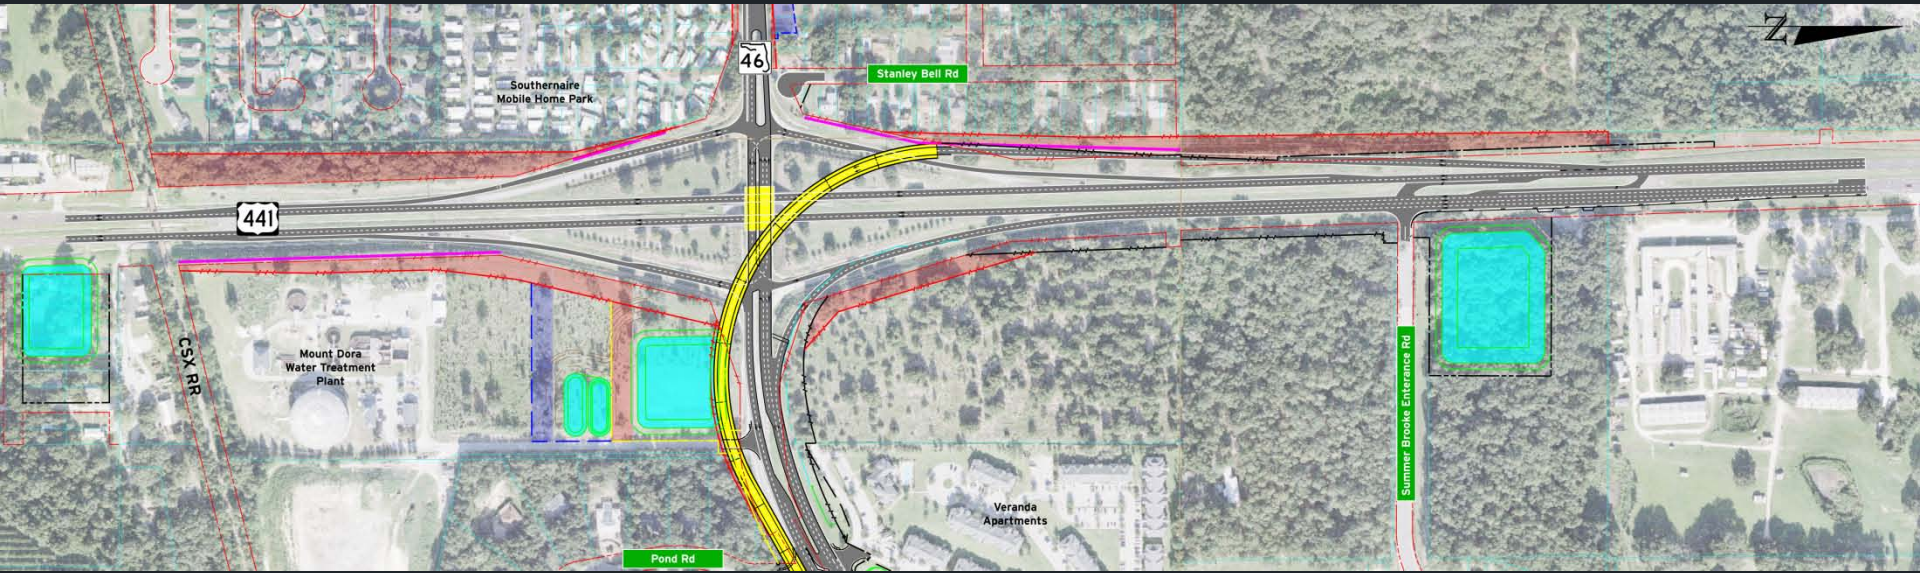 Z
46
Stanley Bell Rd
Southernaire
Mobile Home Park
441
CSX RR
Mount Dora
Water Treatment
Plant
Summer Brooke Enterance Rd
Veranda
Apartments
Pond Rd